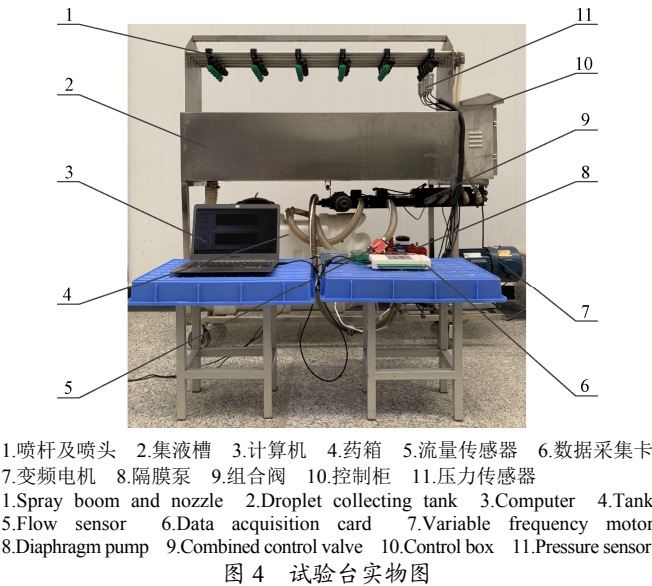 1
2
3
4
5
11
10
9
8
7
6
1.喷杆及喷头 2.集液槽 3.计算机 4.药箱 5.流量传感器 6.数据采集卡
7.变频电机 8.隔膜泵 9.组合阀 10.控制柜 11.压力传感器
1.Spray boom and nozzle 2.Droplet collecting tank 3.Computer 4.Tank
5.Flow sensor 6.Data acquisition card 7.Variable frequency motor
8.Diaphragm pump 9.Combined control valve 10.Control box 11.Pressure sensor
图 4 试验台实物图